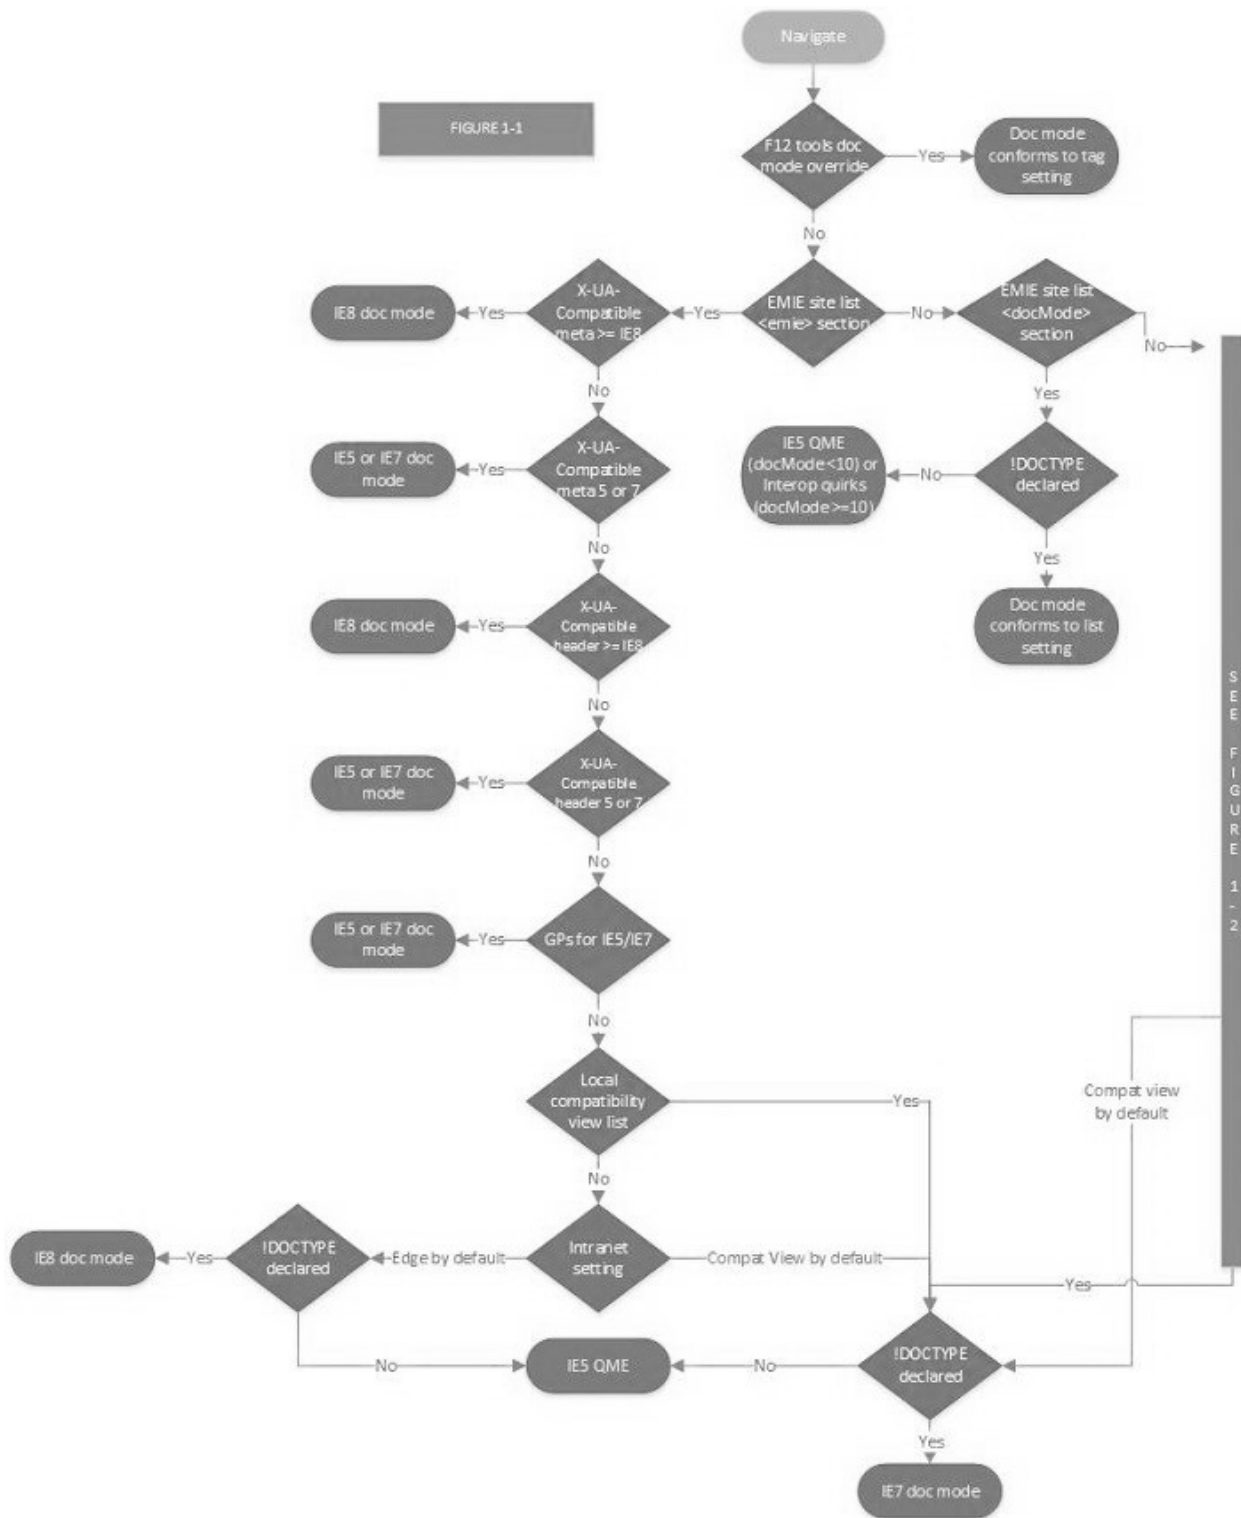 Navigate
FIGURE 1-1
F12 tools doc
mode override
Yes
Doc mode
conforms to tag
setting
No
IE8 doc mode
Yes
X-UA-
Compatible
meta >= IE8
Yes
EMIE site list
<emie> section
No
EMIE site list
<docMode>
section
No
No
Yes
IE5 or IE7 doc
mode
Yes
X-UA-
Compatible
meta 5 or 7
IE5 QME
(docMode<10) or
Interop quirks
(docMode >=10)
No
!DOCTYPE
declared
No
Yes
IE8 doc mode
Yes
X-UA-
Compatible
header >= IE8
Doc mode
conforms to list
setting
No
SEE FIGURE 1-2
IE5 or IE7 doc
mode
Yes
X-UA-
Compatible
header 5 or 7
No
IE5 or IE7 doc
mode
Yes
GPs for IE5/IE7
No
Local
compatibility
view list
Yes
Compat view
by default
No
IE8 doc mode
Yes
!DOCTYPE
declared
Edge by default
Intranet
setting
Compat View by default
Yes
No
IE5 QME
No
!DOCTYPE
declared
Yes
IE7 doc mode